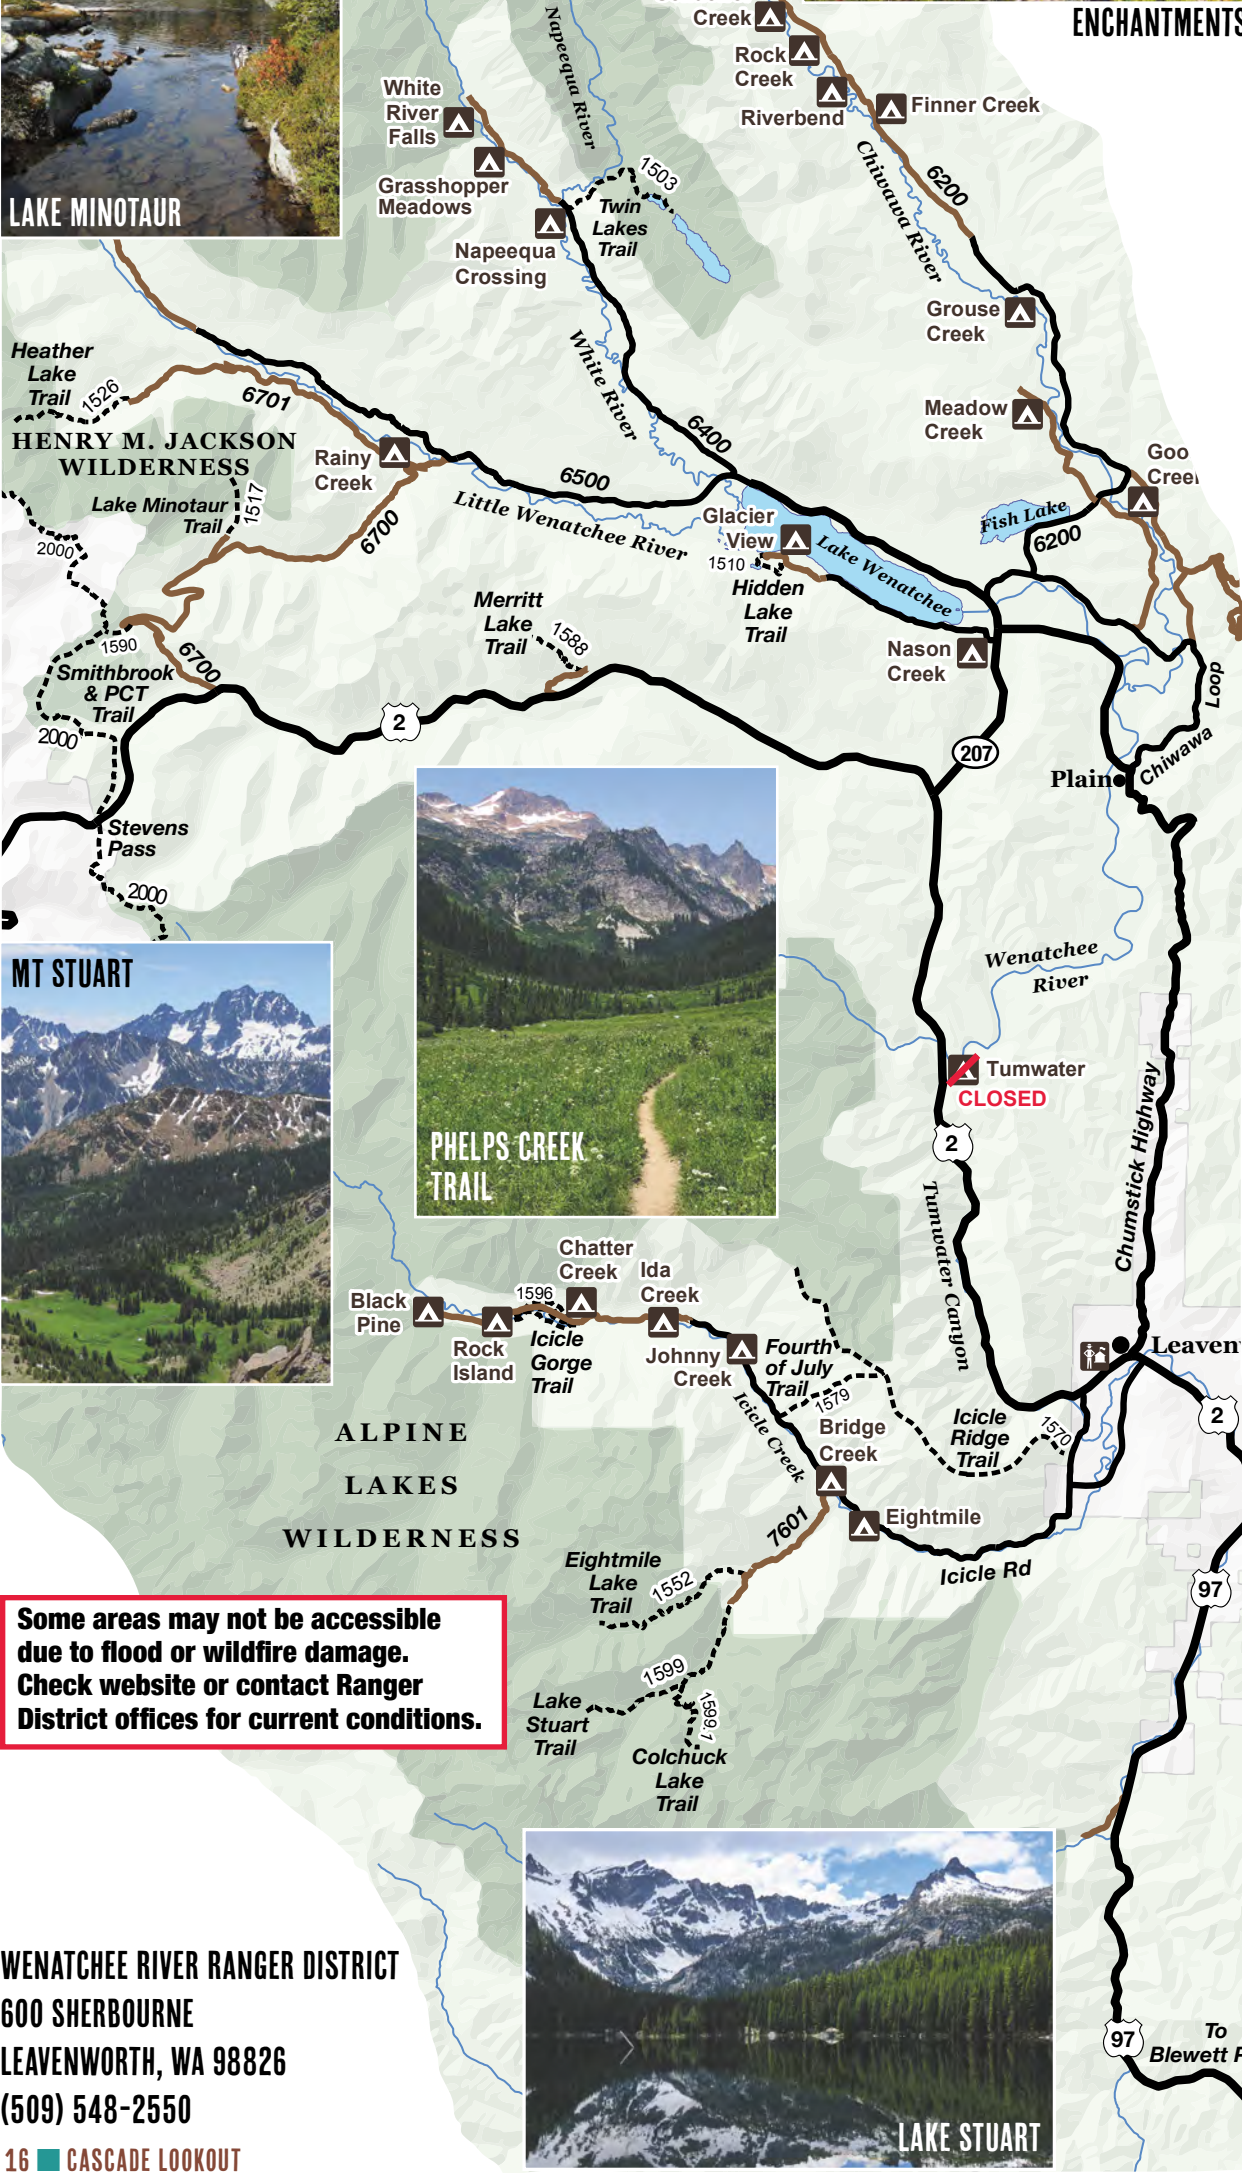 ENCHANTMENTS
Creek
Rock
Creek
Riverbend
Finner Creek
Napeequa River
White
River
Falls
Grasshopper
Meadows
Napeequa
Crossing
1503
Twin
Lakes
Trail
Chiwawa River
6200
LAKE MINOTAUR
Grouse
Creek
White River
Heather
Lake
Trail
1526
6701
HENRY M. JACKSON
WILDERNESS
Rainy
Creek
Lake Minotaur
Trail
1517
6700
6400
6500
Little Wenatchee River
Meadow
Creek
Goo
Creek
Fish Lake
6200
Glacier
View
1510
Lake Wenatchee
Hidden
Lake
Trail
2000
Merritt
Lake
Trail
1588
Nason
Creek
1590
Smithbrook
& PCT
Trail
6700
2000
2
207
Loop
Chiwawa
Plain
Stevens
Pass
2000
MT STUART
PHELPS CREEK
TRAIL
Wenatchee
River
Tumwater
CLOSED
2
Tumwater Canyon
Chumstick Highway
Chatter
Creek
Ida
Creek
Black
Pine
1596
Rock
Island
Icicle
Gorge
Trail
Johnny
Creek
Fourth
of July
Trail
1579
Leaven
2
Icicle Creek
Bridge
Creek
Icicle
Ridge
Trail
1570
ALPINE
LAKES
WILDERNESS
Eightmile
7601
Icicle Rd
Eightmile
Lake
Trail
1552
97
Some areas may not be accessible
due to flood or wildfire damage.
Check website or contact Ranger
District offices for current conditions.
1599
Lake
Stuart
Trail
1599.1
Colchuck
Lake
Trail
LAKE STUART
97
To
Blewett P
WENATCHEE RIVER RANGER DISTRICT
600 SHERBOURNE
LEAVENWORTH, WA 98826
(509) 548-2550
16 CASCADE LOOKOUT